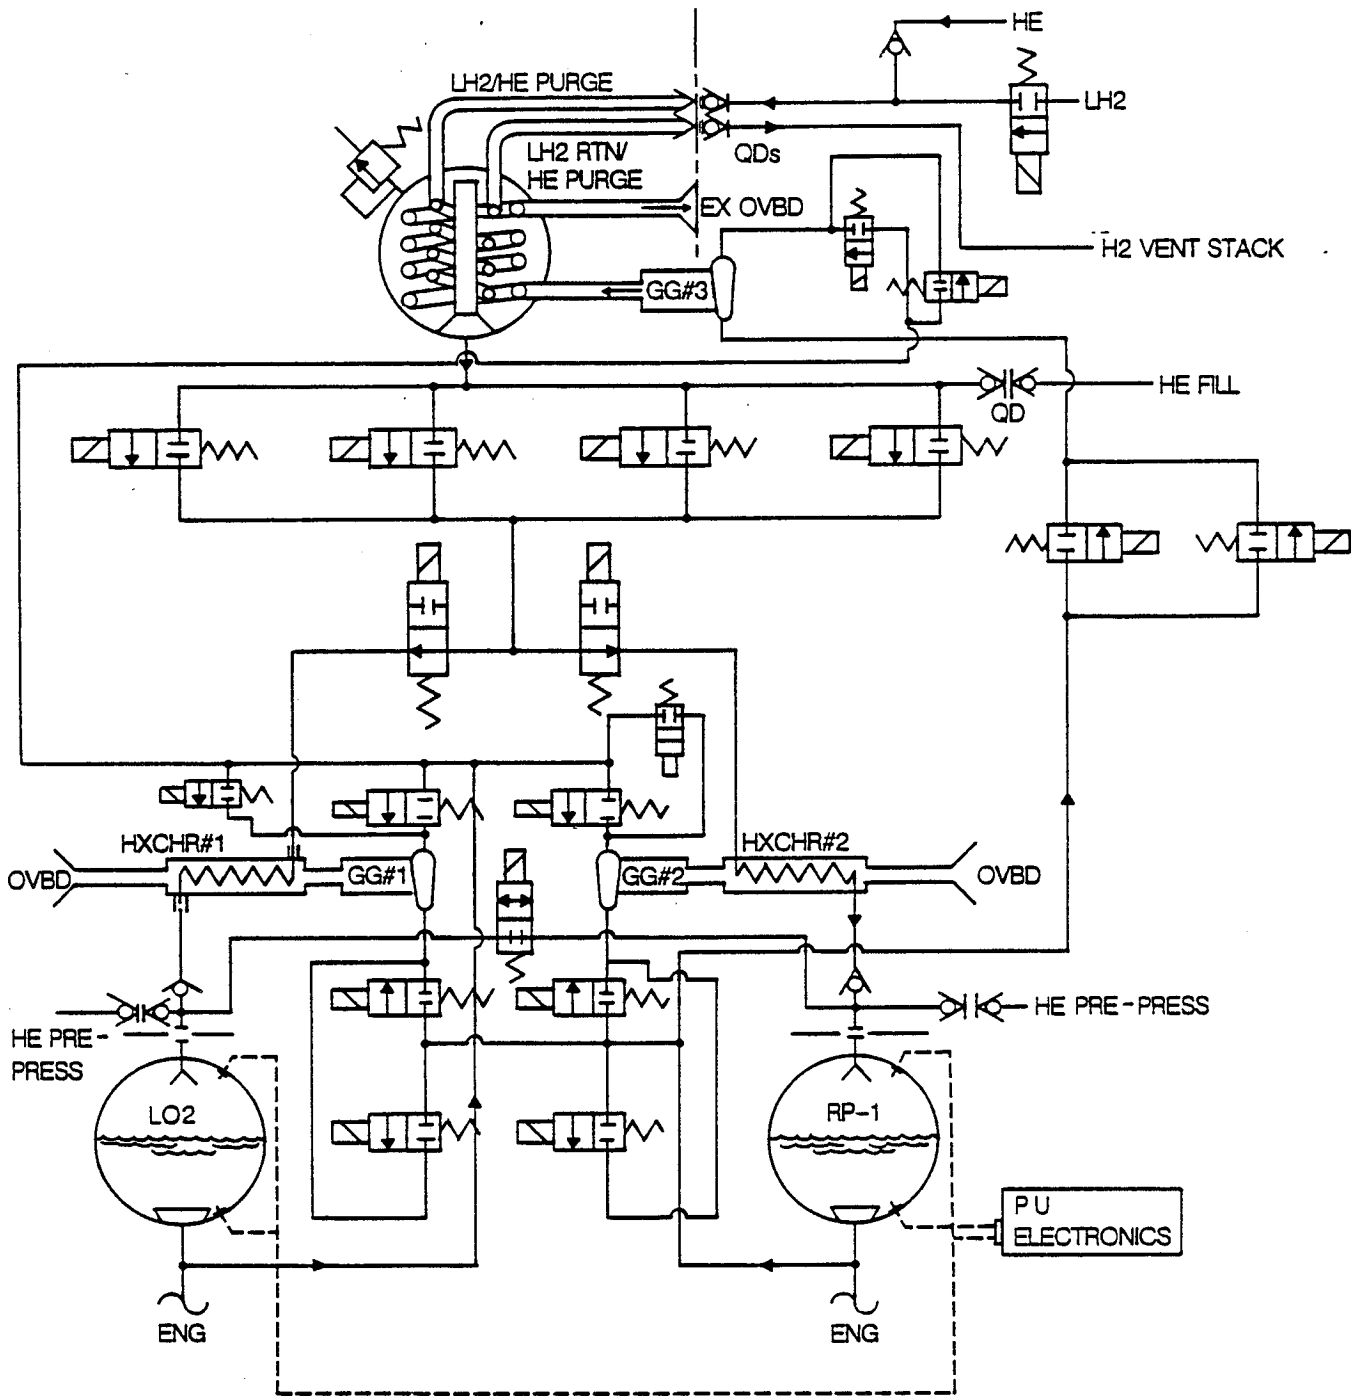 HE
LH2/HE PURGE
LH2
LH2 RTN/
HE PURGE
QDs
EX OVBD
H2 VENT STACK
GG#3
HE FILL
QD
HXCHR#1
HXCHR#2
OVBD
GG#1
GG#2
OVBD
HE PRE-
PRESS
HE PRE-PRESS
LO2
RP-1
PU
ELECTRONICS
ENG
ENG